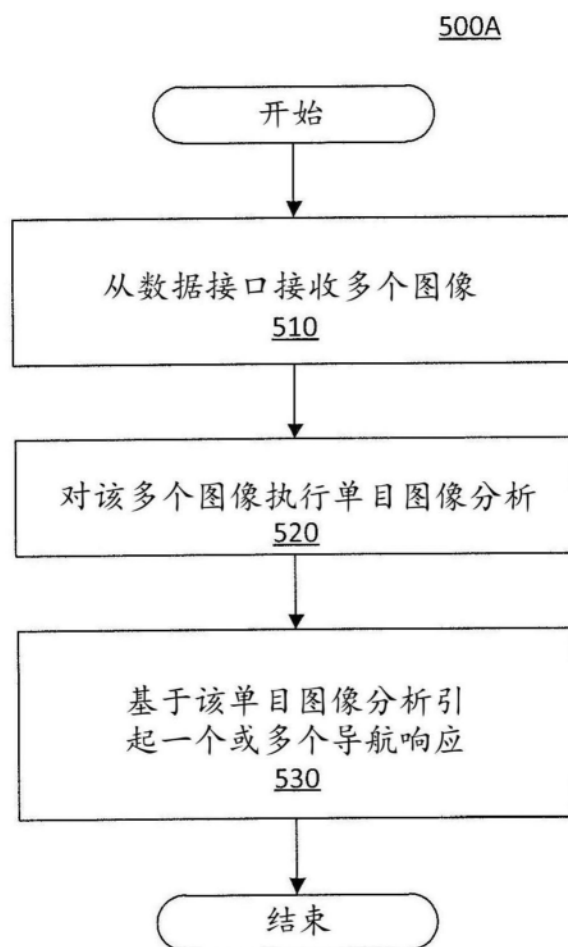 500A
开始
从数据接口接收多个图像
510
对该多个图像执行单目图像分析
520
基于该单目图像分析引
起一个或多个导航响应
530
结束